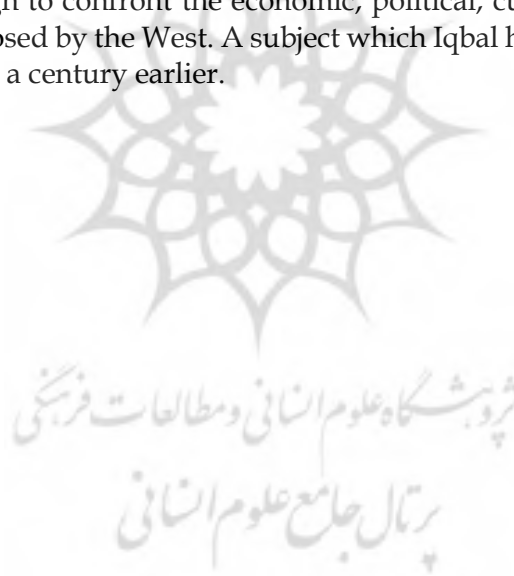 gh to confront the economic, political, cu
osed by the West. A subject which Iqbal h
a century earlier.
پژوهشگاه علوم انسانی و مطالعات فرهنگی
پرتال جامع علوم انسانی